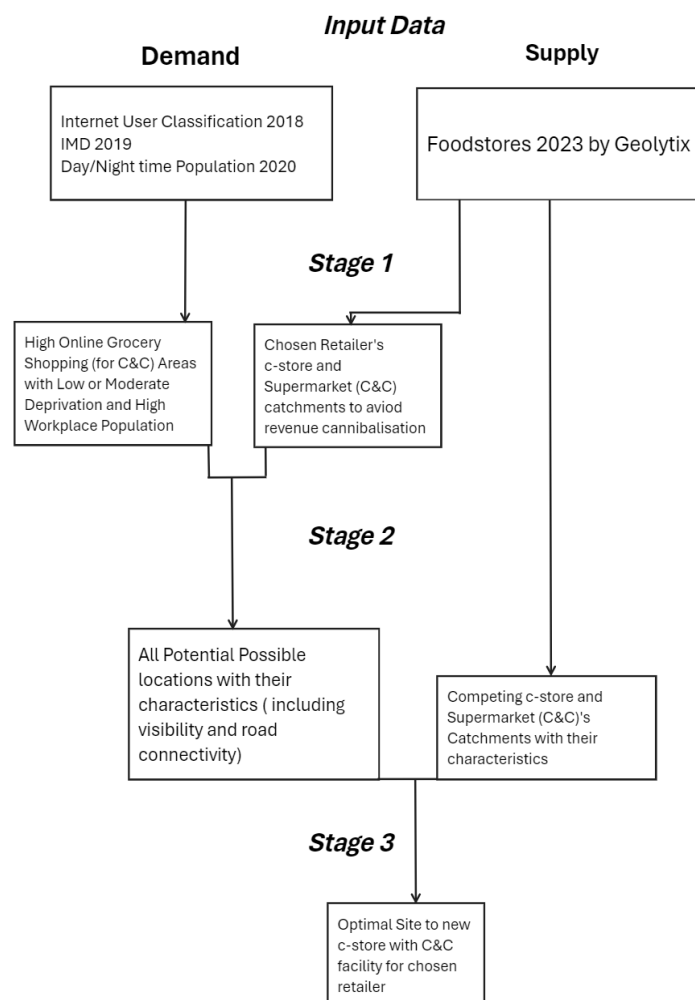 Input Data
Demand
Supply
Internet User Classification 2018
IMD 2019
Day/Night time Population 2020
Foodstores 2023 by Geolytix
Stage 1
High Online Grocery
Shopping (for C&C) Areas
with Low or Moderate
Deprivation and High
Workplace Population
Chosen Retailer's
c-store and
Supermarket (C&C)
catchments to aviod
revenue cannibalisation
Stage 2
All Potential Possible
locations with their
characteristics ( including
visibility and road
connectivity)
Competing c-store and
Supermarket (C&C)'s
Catchments with their
characteristics
Stage 3
Optimal Site to new
c-store with C&C
facility for chosen
retailer